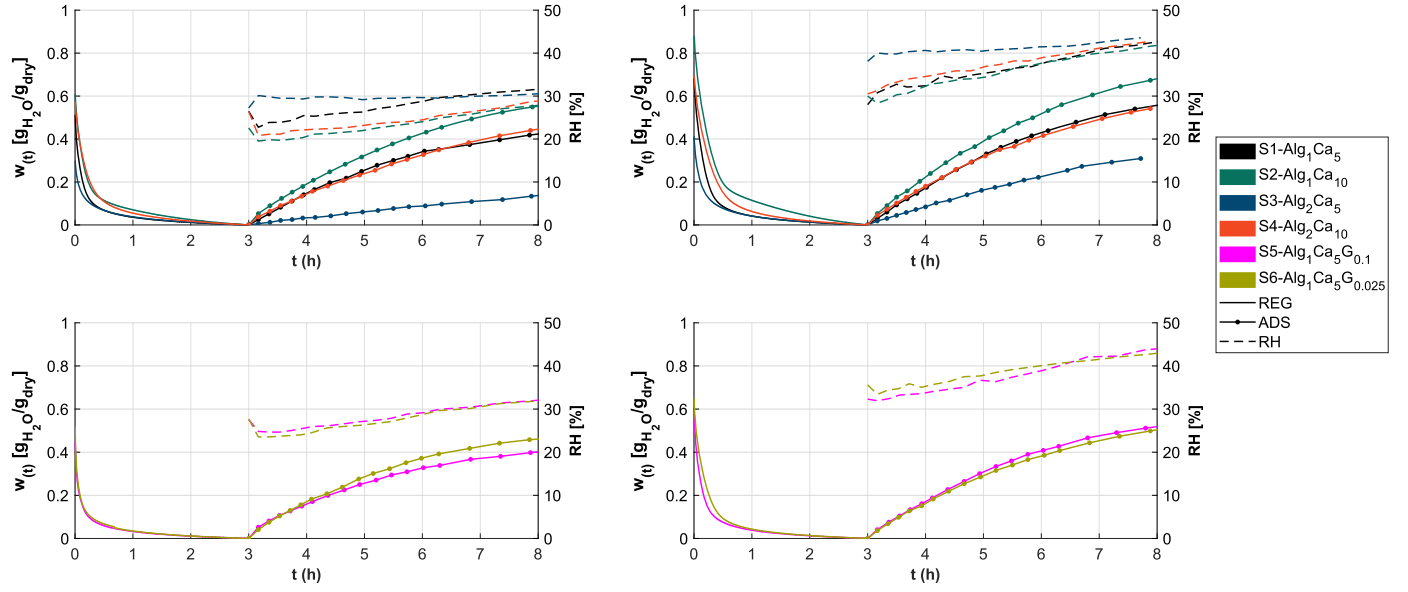 1
0.8
0.6
0.4
0.2
0
w(t) [gH2O/gdry]
50
40
30
20
10
0
RH [%]
0 1 2 3 4 5 6 7 8
t (h)
1
0.8
0.6
0.4
0.2
0
w(t) [gH2O/gdry]
50
40
30
20
10
0
RH [%]
0 1 2 3 4 5 6 7 8
t (h)
S1-Alg1Ca5
S2-Alg1Ca10
S3-Alg2Ca5
S4-Alg2Ca10
S5-Alg1Ca5G0.1
S6-Alg1Ca5G0.025
REG
ADS
RH
1
0.8
0.6
0.4
0.2
0
w(t) [gH2O/gdry]
50
40
30
20
10
0
RH [%]
0 1 2 3 4 5 6 7 8
t (h)
1
0.8
0.6
0.4
0.2
0
w(t) [gH2O/gdry]
50
40
30
20
10
0
RH [%]
0 1 2 3 4 5 6 7 8
t (h)